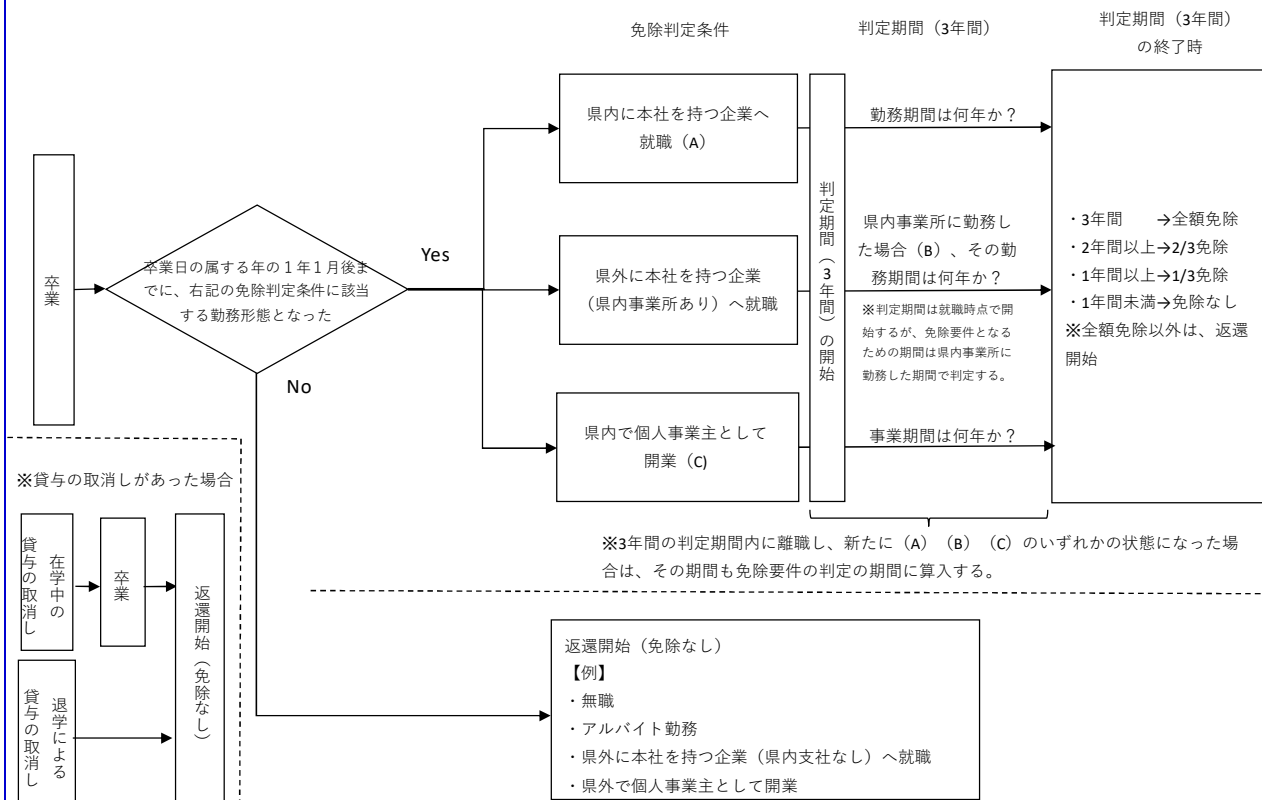 免除判定条件
判定期間（3年間）
判定期間（3年間）
の終了時
卒業
卒業日の属する年の１年１月後ま
でに、右記の免除判定条件に該当
する勤務形態となった
Yes
No
県内に本社を持つ企業へ
就職（A）
県外に本社を持つ企業
（県内事業所あり）へ就職
県内で個人事業主として
開業（C)
判定期間（3年間）の開始
勤務期間は何年か？
県内事業所に勤務し
た場合（B）、その勤
務期間は何年か？
※判定期間は就職時点で開
始するが、免除要件となる
ための期間は県内事業所に
勤務した期間で判定する。
事業期間は何年か？
・3年間　　→全額免除
・2年間以上→2/3免除
・1年間以上→1/3免除
・1年間未満→免除なし
※全額免除以外は、返還
開始
※3年間の判定期間内に離職し、新たに（A）（B）（C）のいずれかの状態になった場
合は、その期間も免除要件の判定の期間に算入する。
※貸与の取消しがあった場合
在学中の
貸与の取消し
卒業
返還開始（免除なし）
退学による
貸与の取消し
返還開始（免除なし）
【例】
・無職
・アルバイト勤務
・県外に本社を持つ企業（県内支社なし）へ就職
・県外で個人事業主として開業